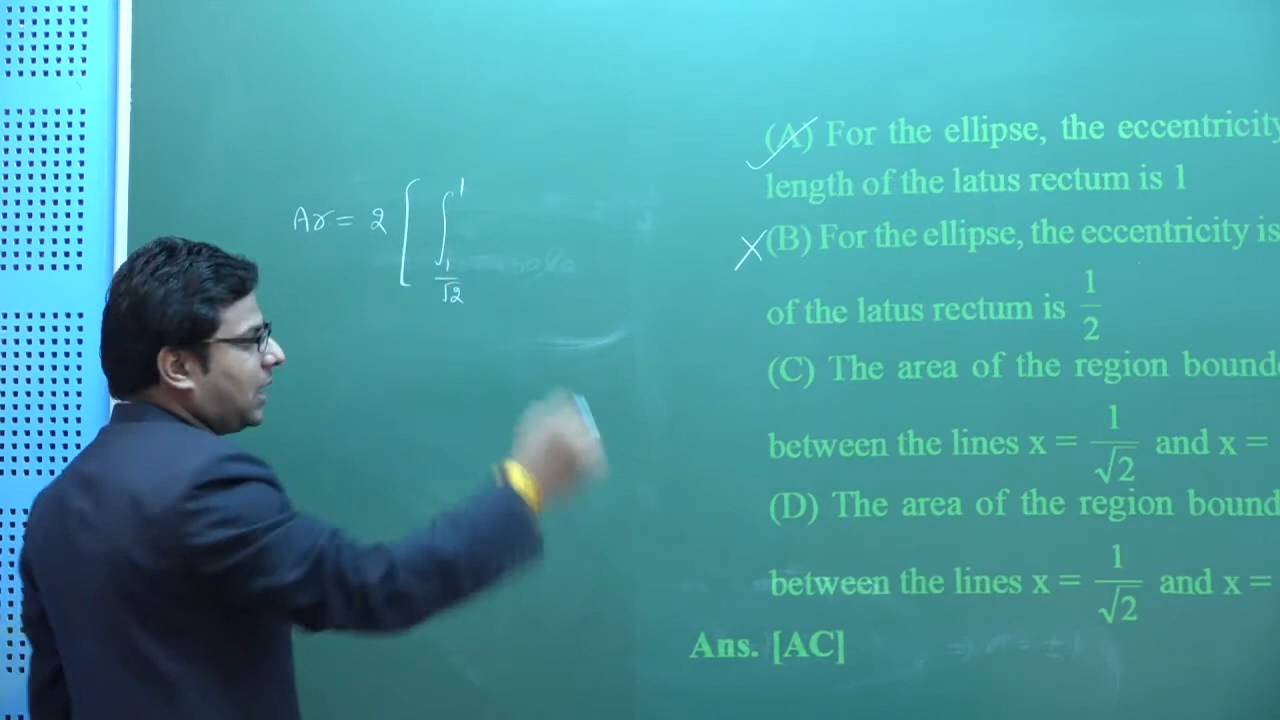 Ar = 2 [ ∫ 1/√2 1
(A) For the ellipse, the eccentricity
length of the latus rectum is 1
X (B) For the ellipse, the eccentricity is
of the latus rectum is 1/2
(C) The area of the region bound
between the lines x = 1/√2 and x =
(D) The area of the region bound
between the lines x = 1/√2 and x =
Ans. [AC]